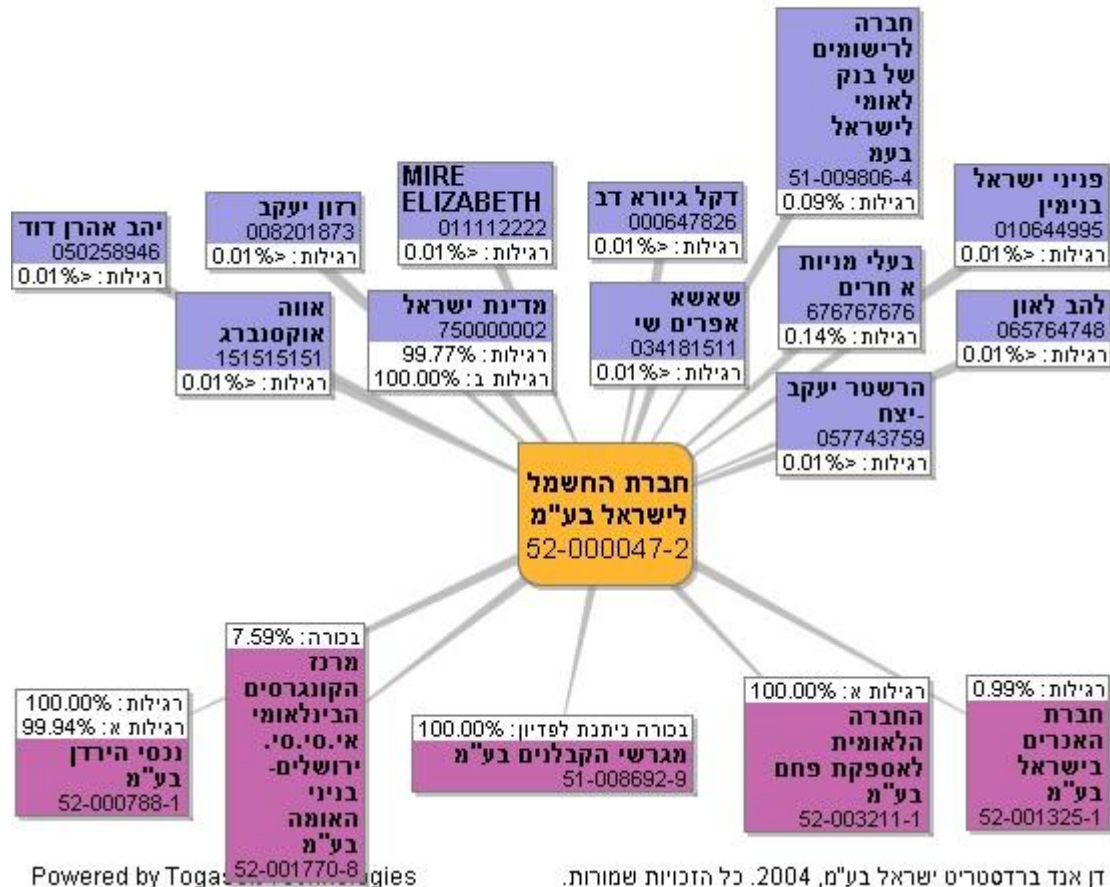 חברה
לרישומים
של בנק
לאומי
לישראל
בעמ
51-009806-4
רגילות: 0.09%
פניני ישראל
בנימין
010644995
רגילות: <0.01%
דקל גיורא דב
000647826
רגילות: <0.01%
MIRE
ELIZABETH
011112222
רגילות: <0.01%
רזון יעקב
008201873
רגילות: <0.01%
יהב אהרן דוד
050258946
רגילות: <0.01%
להב לאון
065764748
רגילות: <0.01%
בעלי מניות
א חרים
676767676
רגילות: 0.14%
שאשא
אפרים שי
034181511
רגילות: <0.01%
מדינת ישראל
750000002
רגילות: 99.77%
רגילות ב: 100.00%
אווה
אוקסנברג
151515151
רגילות: <0.01%
הרשטר יעקב
יצח-
057743759
רגילות: <0.01%
חברת החשמל
לישראל בע"מ
52-000047-2
רגילות: 0.99%
חברת
האכרים
בישראל
בע"מ
52-001325-1
רגילות א: 100.00%
החברה
הלאומית
לאספקת פחם
בע"מ
52-003211-1
בכורה ניתנת לפדיון: 100.00%
מגרשי הקבלנים בע"מ
51-008692-9
בכורה: 7.59%
מרכז
הקונגרסים
הבינלאומי
אי.סי.סי.
ירושלים-
בניני
האומה
בע"מ
52-001770-8
רגילות: 100.00%
רגילות א: 99.94%
נכסי הירדן
בע"מ
52-000788-1
דן אנד ברדסטריט ישראל בע"מ, 2004. כל הזכויות שמורות.
Powered by